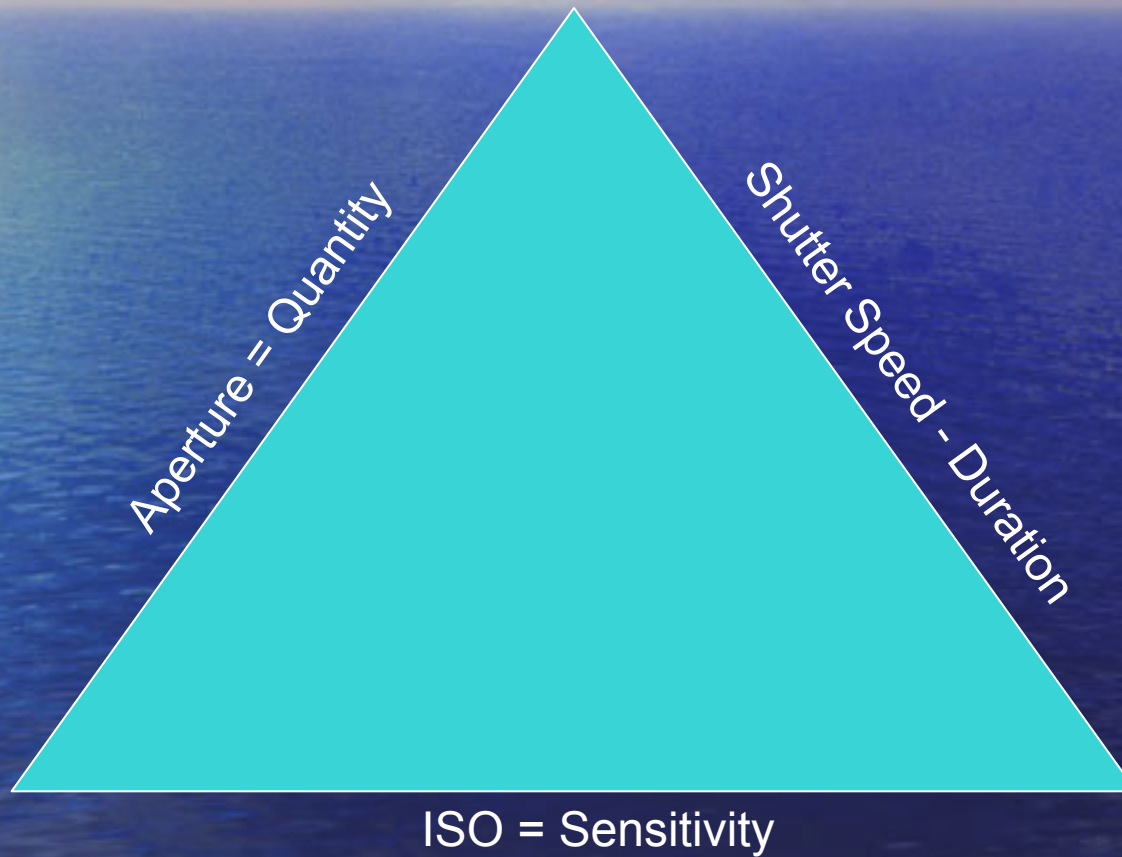 Aperture = Quantity
Shutter Speed - Duration
ISO = Sensitivity